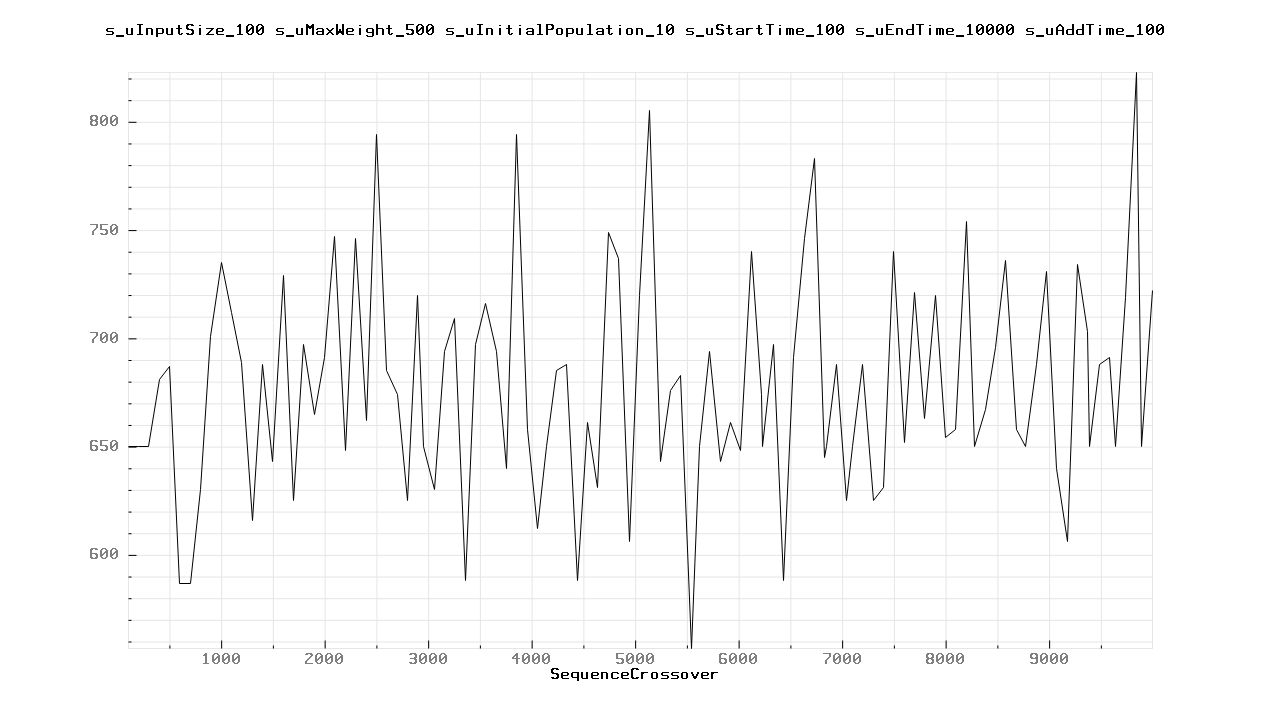 s_uInputSize_100 s_uMaxWeight_500 s_uInitialPopulation_10 s_uStartTime_100 s_uEndTime_10000 s_uAddTime_100
800
750
700
650
600
1000 2000 3000 4000 5000 6000 7000 8000 9000
SequenceCrossover